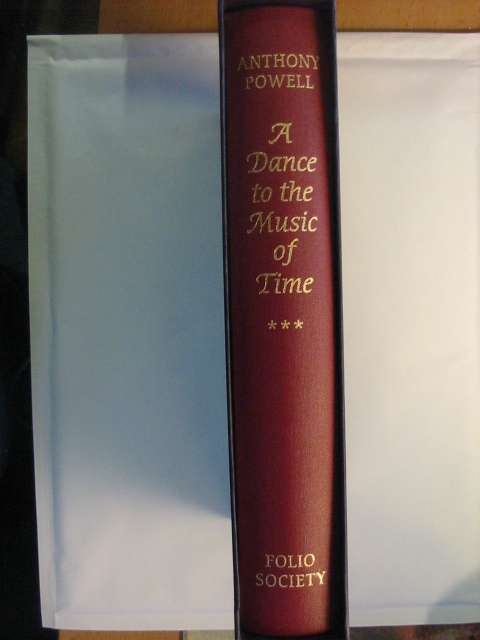 ANTHONY
POWELL
A
Dance
to the
Music
of
Time
***
FOLIO
SOCIETY